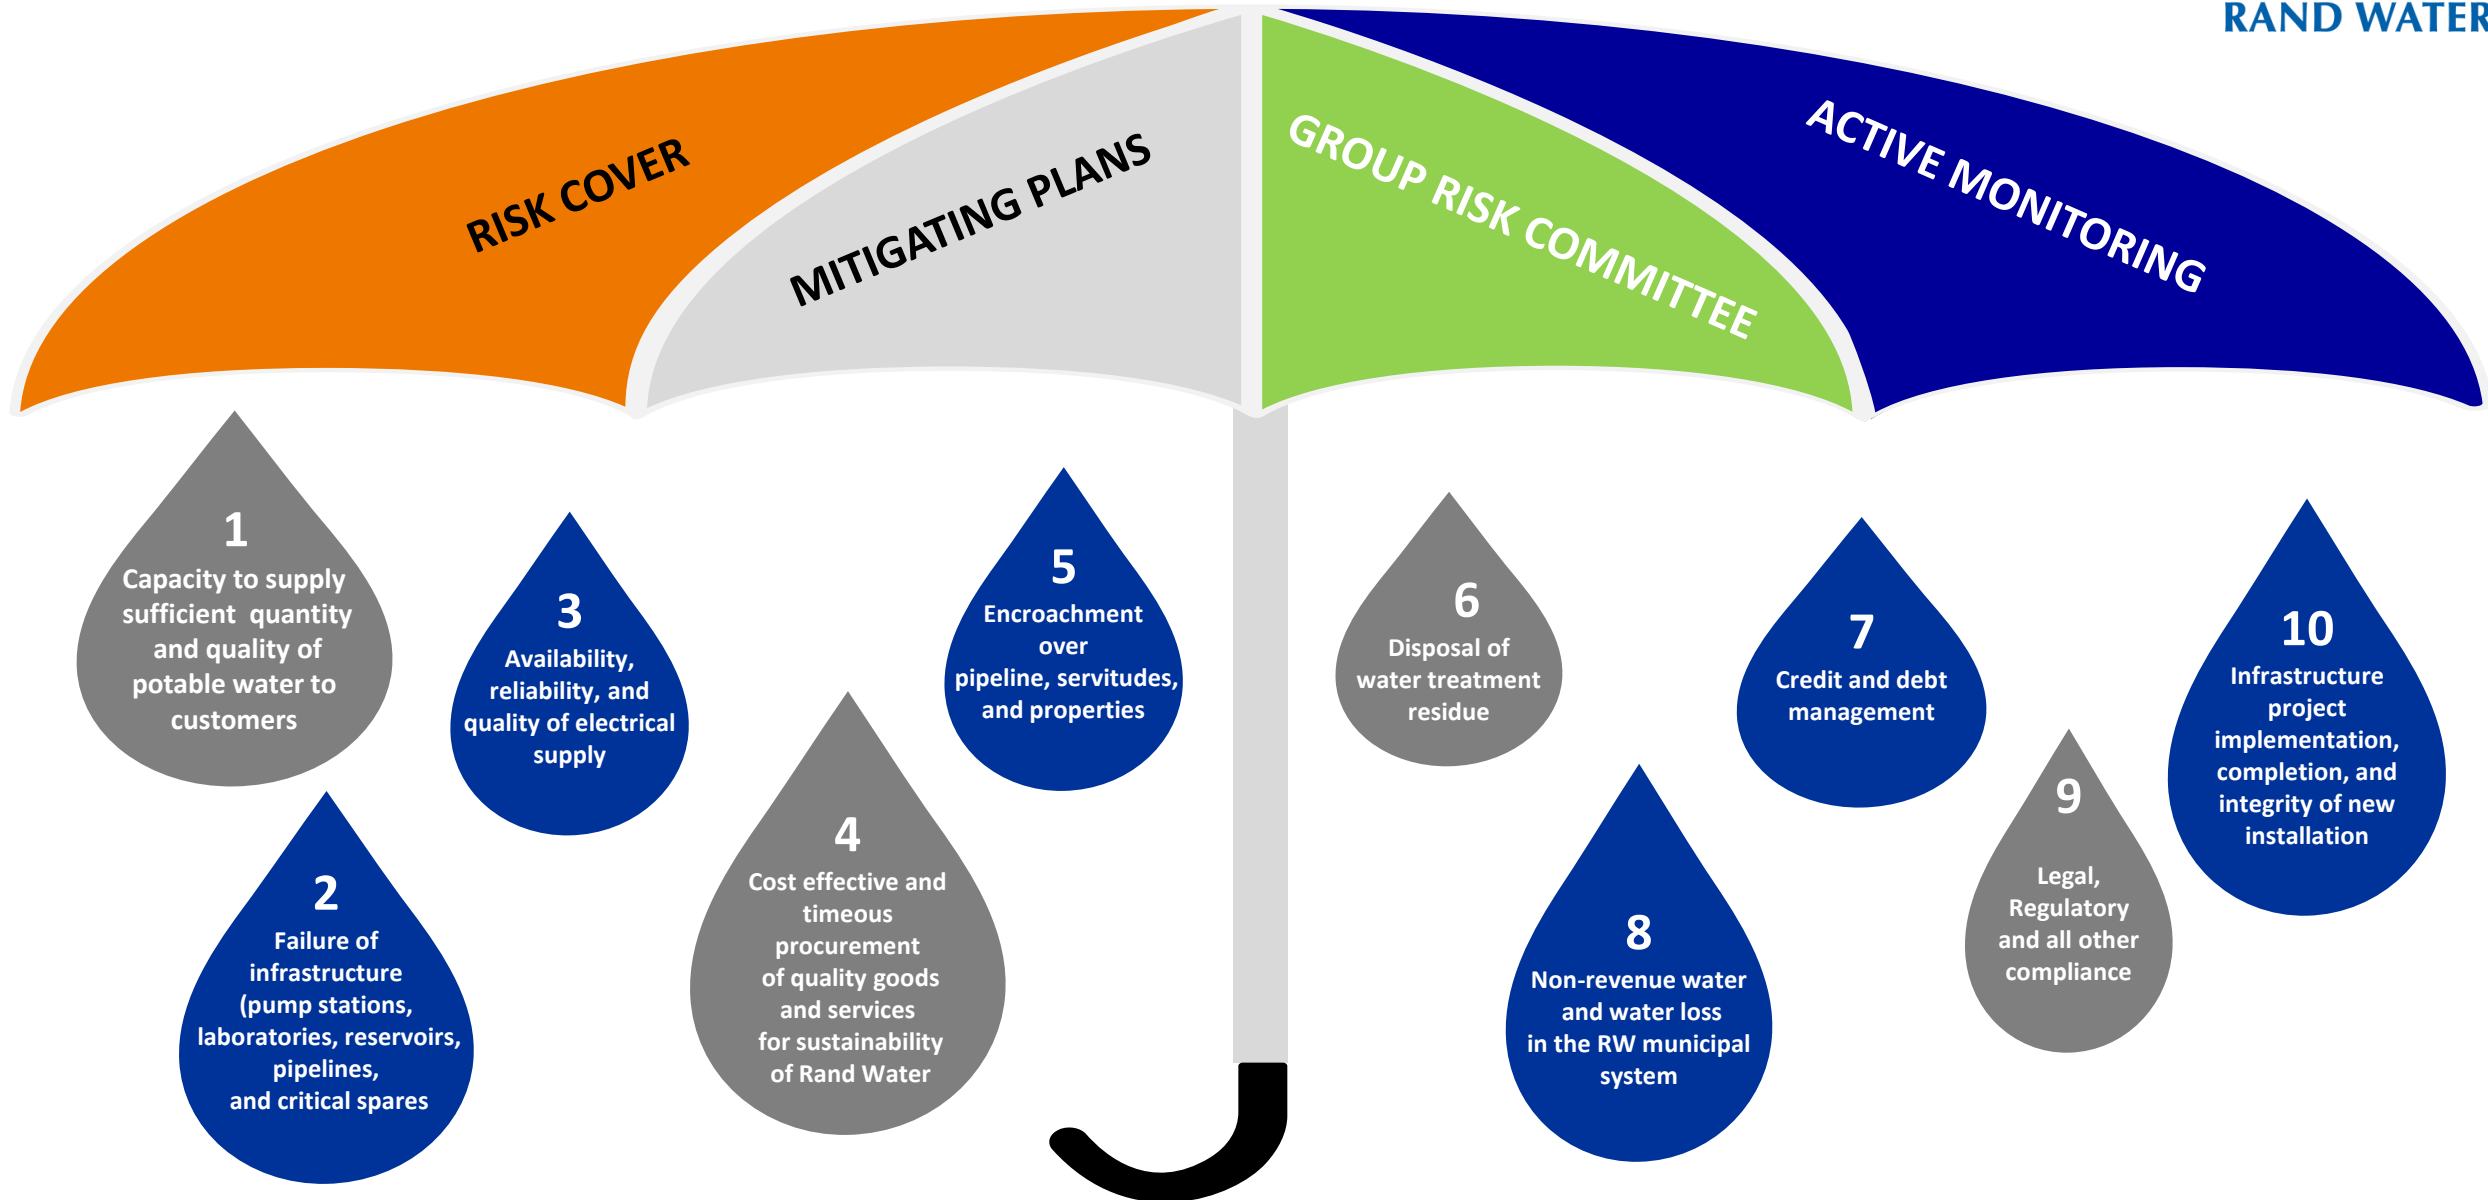 RAND WATER
RISK COVER
MITIGATING PLANS
GROUP RISK COMMITTEE
ACTIVE MONITORING
1
Capacity to supply
sufficient quantity
and quality of
potable water to
customers
2
Failure of
infrastructure
(pump stations,
laboratories, reservoirs,
pipelines,
and critical spares
3
Availability,
reliability, and
quality of electrical
supply
4
Cost effective and
timeous
procurement
of quality goods
and services
for sustainability
of Rand Water
5
Encroachment
over
pipeline, servitudes,
and properties
6
Disposal of
water treatment
residue
7
Credit and debt
management
8
Non-revenue water
and water loss
in the RW municipal
system
9
Legal,
Regulatory
and all other
compliance
10
Infrastructure
project
implementation,
completion, and
integrity of new
installation